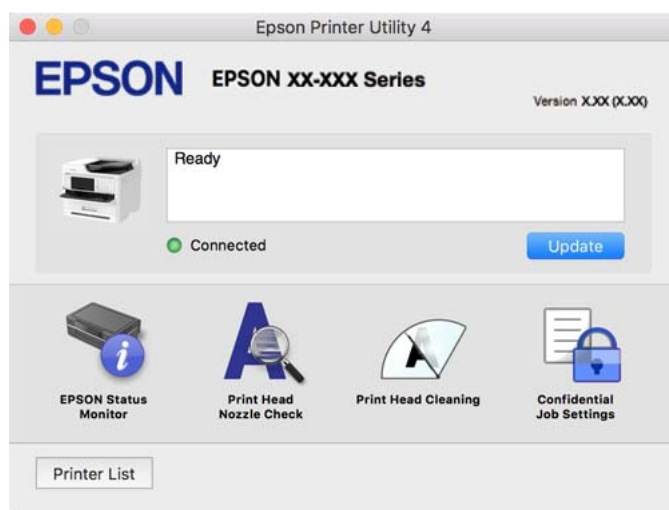 Epson Printer Utility 4
EPSON
EPSON XX-XXX Series
Version X.XX (X.XX)
Ready
Connected
Update
EPSON Status
Monitor
Print Head
Nozzle Check
Print Head Cleaning
Confidential
Job Settings
Printer List